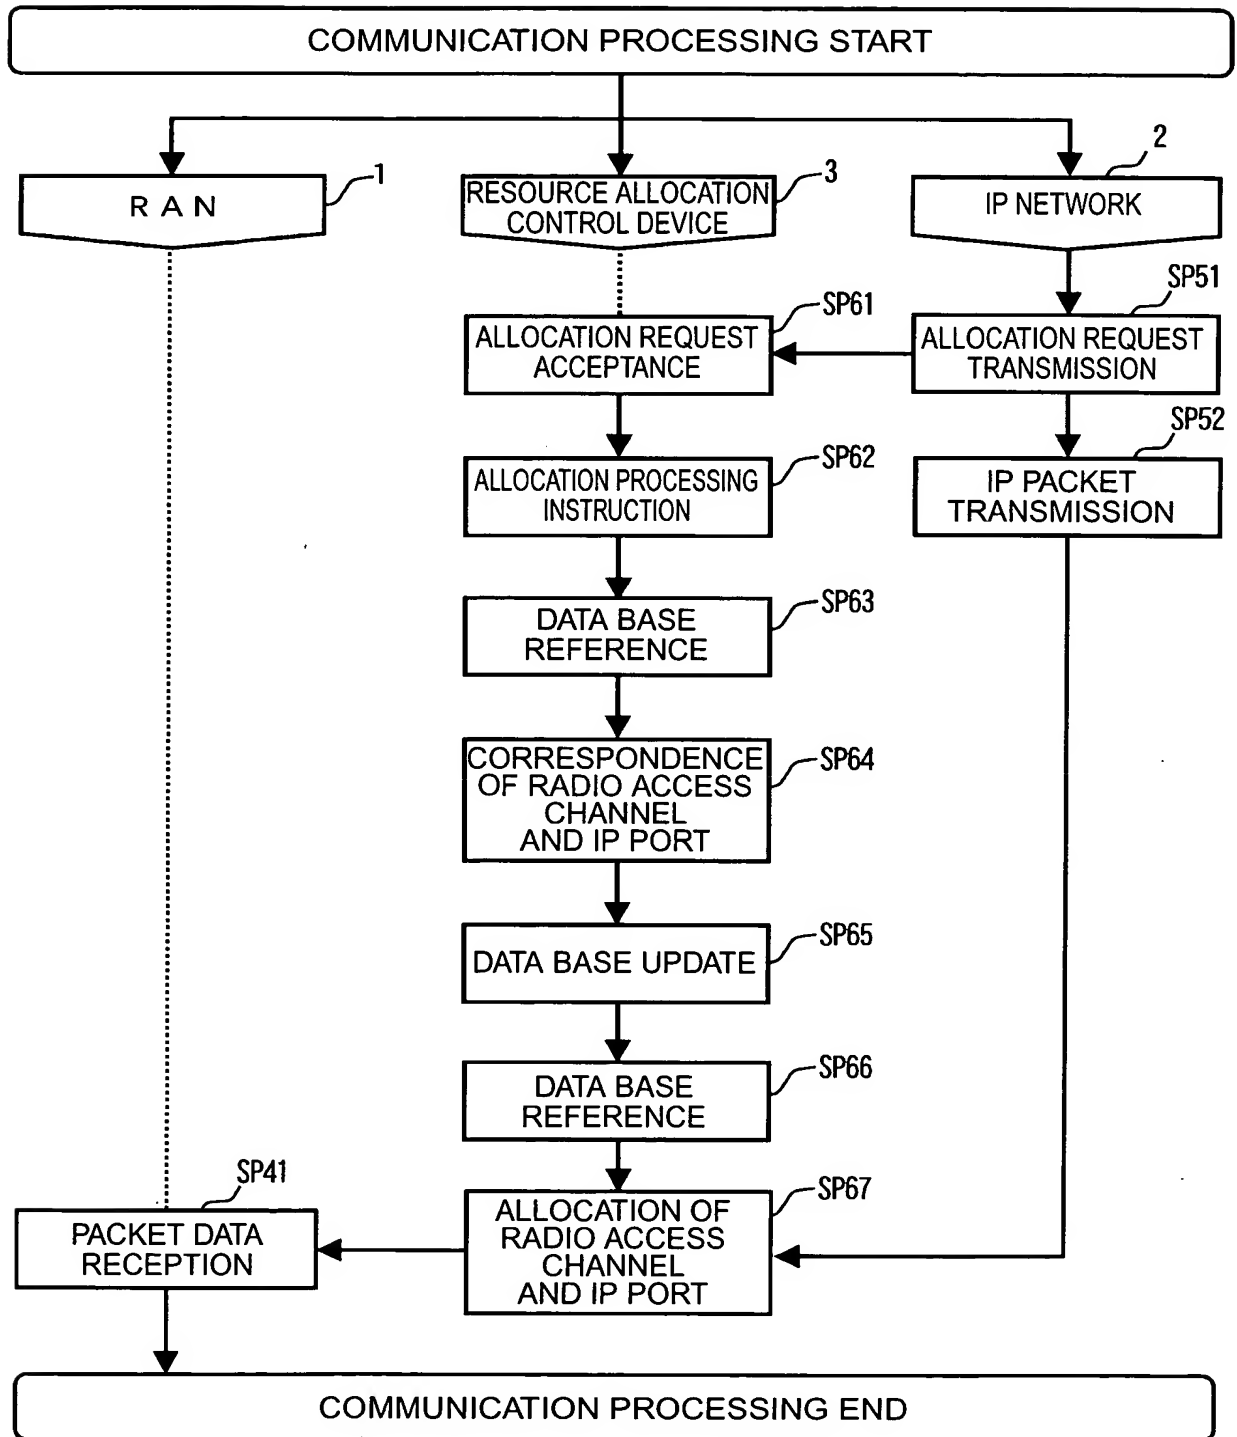 COMMUNICATION PROCESSING START
1
3
2
R A N
RESOURCE ALLOCATION
CONTROL DEVICE
IP NETWORK
SP61
SP51
ALLOCATION REQUEST
ACCEPTANCE
ALLOCATION REQUEST
TRANSMISSION
SP62
SP52
ALLOCATION PROCESSING
INSTRUCTION
IP PACKET
TRANSMISSION
SP63
DATA BASE
REFERENCE
SP64
CORRESPONDENCE
OF RADIO ACCESS
CHANNEL
AND IP PORT
SP65
DATA BASE UPDATE
SP66
DATA BASE
REFERENCE
SP41
SP67
PACKET DATA
RECEPTION
ALLOCATION OF
RADIO ACCESS
CHANNEL
AND IP PORT
COMMUNICATION PROCESSING END